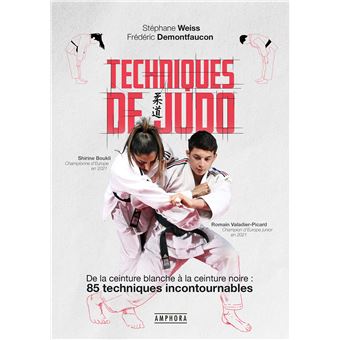 Stéphane Weiss
Frédéric Demontfaucon
TECHNIQUES
DE JUDO
柔道
Shirine Boukli
Championne d'Europe
en 2021
Romain Valadier-Picard
Champion d'Europe junior
en 2021
De la ceinture blanche à la ceinture noire :
85 techniques incontournables
AMPHORA